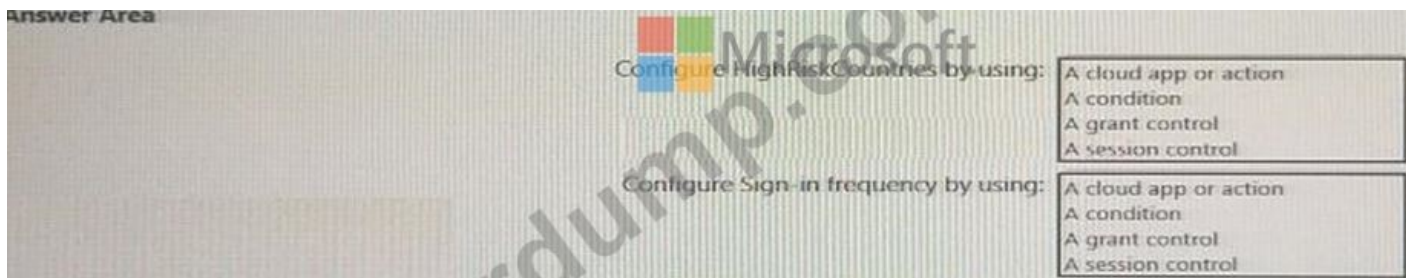 Answer Area
Microsoft
Configure HighRiskCountries by using:
A cloud app or action
A condition
A grant control
A session control
Configure Sign-in frequency by using:
A cloud app or action
A condition
A grant control
A session control